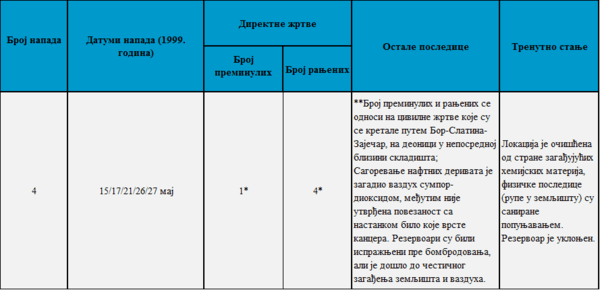 Број напада
Датуми напада (1999. година)
Директне жртве
Број преминулих
Број рањених
Остале последице
Тренутно стање
4
15/17/21/26/27 мај
1*
4*
**Број преминулих и рањених се
односи на цивилне жртве које су
се кретале путем Бор-Слатина-
Зајечар, на деоници у непосредној
близини складишта;
Сагоревање нафтних деривата је
загадно ваздух сумпор-
диоксидом, међутим није
утврђена повезаност са
настанком било које врсте
канцера. Резервоари су били
испражњени пре бомбродовања,
али је дошло до честичног
загађења земљишта и ваздуха.
Локација је очишћена
од стране загађујућих
хемијских материја,
физичке последице
(рупе у земљишту) су
саниране
попуњавањем.
Резервоар је уклоњен.